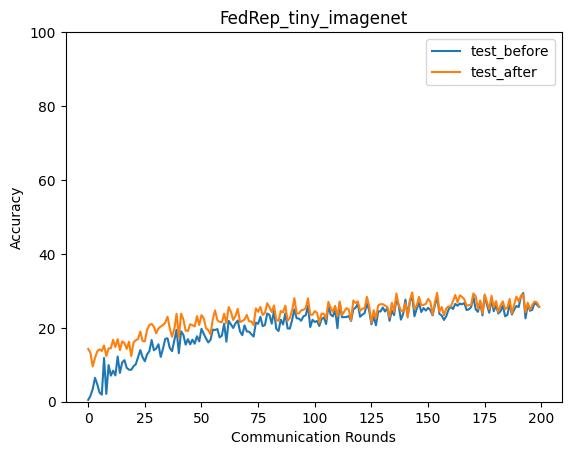 FedRep_tiny_imagenet
100
80
60
40
20
0
Accuracy
test_before
test_after
0 25 50 75 100 125 150 175 200
Communication Rounds